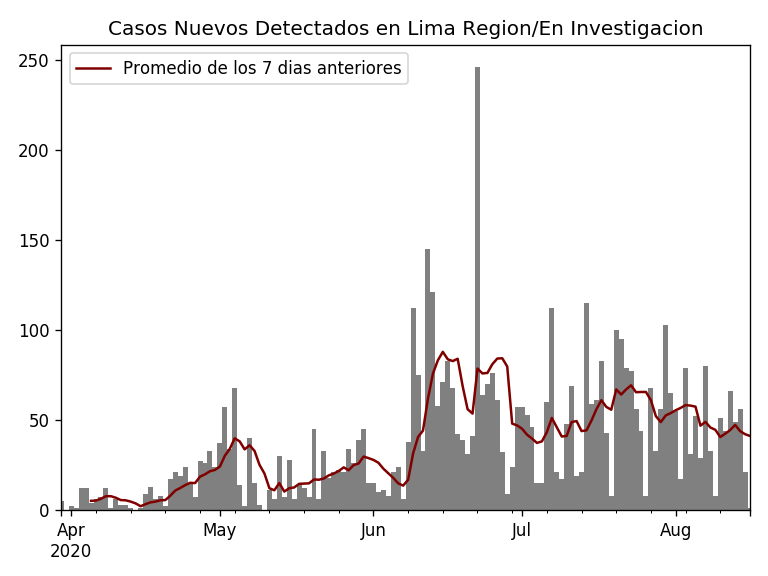 Casos Nuevos Detectados en Lima Region/En Investigacion
Promedio de los 7 dias anteriores
250
200
150
100
50
0
Apr May Jun Jul Aug
2020